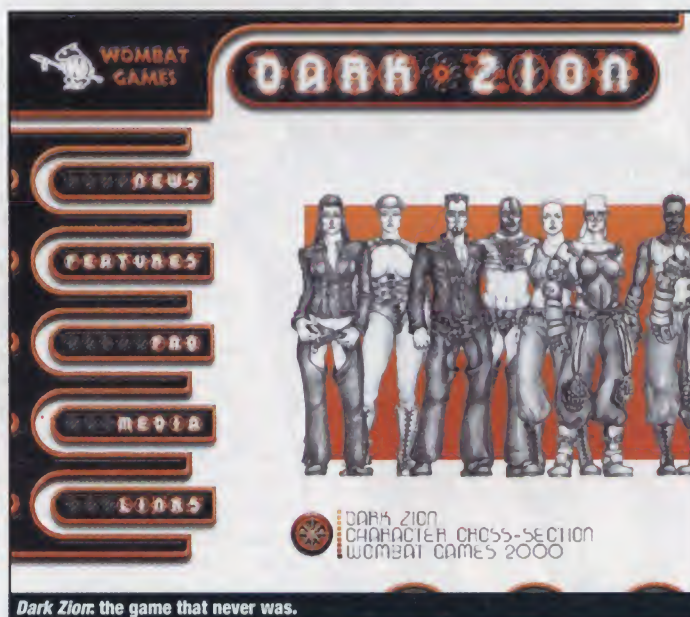 WOMBAT
GAMES
DARK ZION
NEWS
FEATURES
FAQ
MEDIA
LINKS
DARK ZION
CHARACTER CROSS-SECTION
WOMBAT GAMES 2000
Dark Zion: the game that never was.